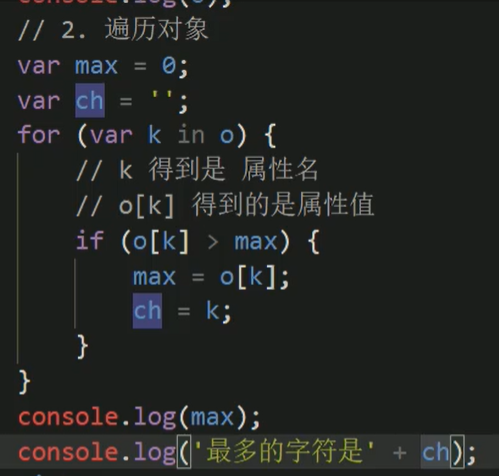 console.log(o);
// 2. 遍历对象
var max = 0;
var ch = '';
for (var k in o) {
// k 得到是 属性名
// o[k] 得到的是属性值
if (o[k] > max) {
max = o[k];
ch = k;
}
}
console.log(max);
console.log('最多的字符是' + ch);